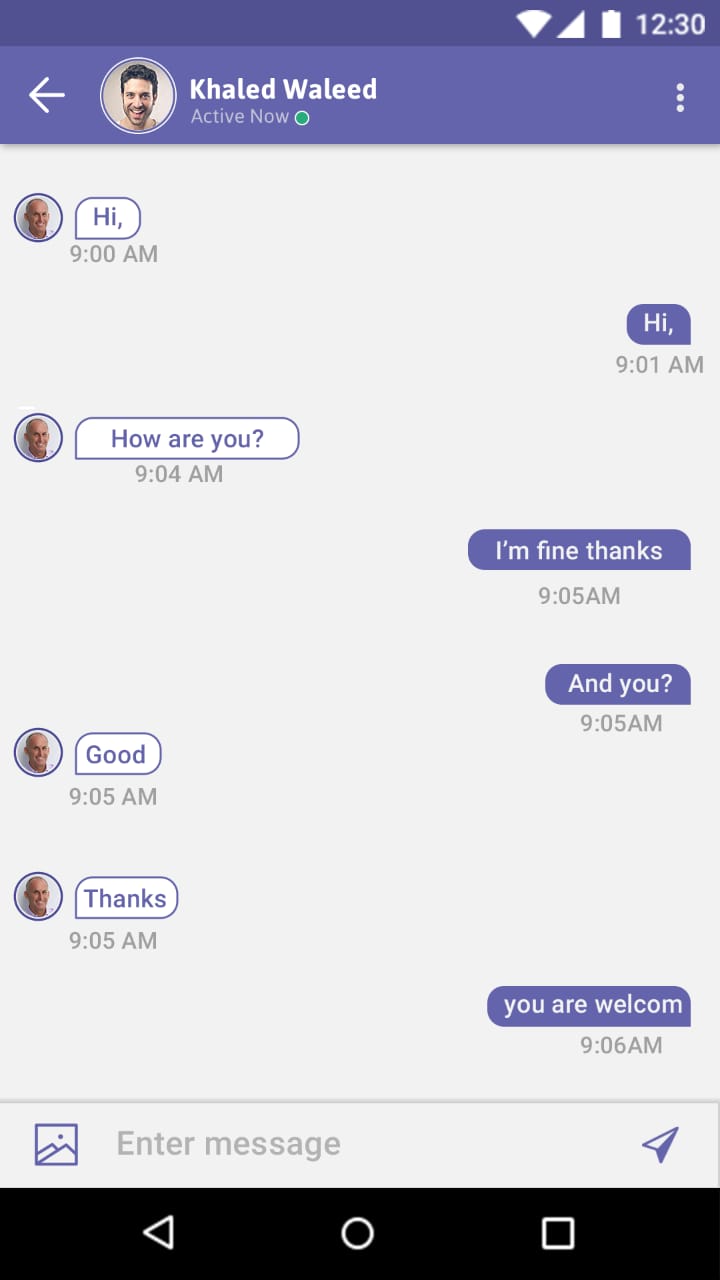 12:30
Khaled Waleed
Active Now
Hi,
9:00 AM
Hi,
9:01 AM
How are you?
9:04 AM
I’m fine thanks
9:05AM
And you?
9:05AM
Good
9:05 AM
Thanks
9:05 AM
you are welcom
9:06AM
Enter message